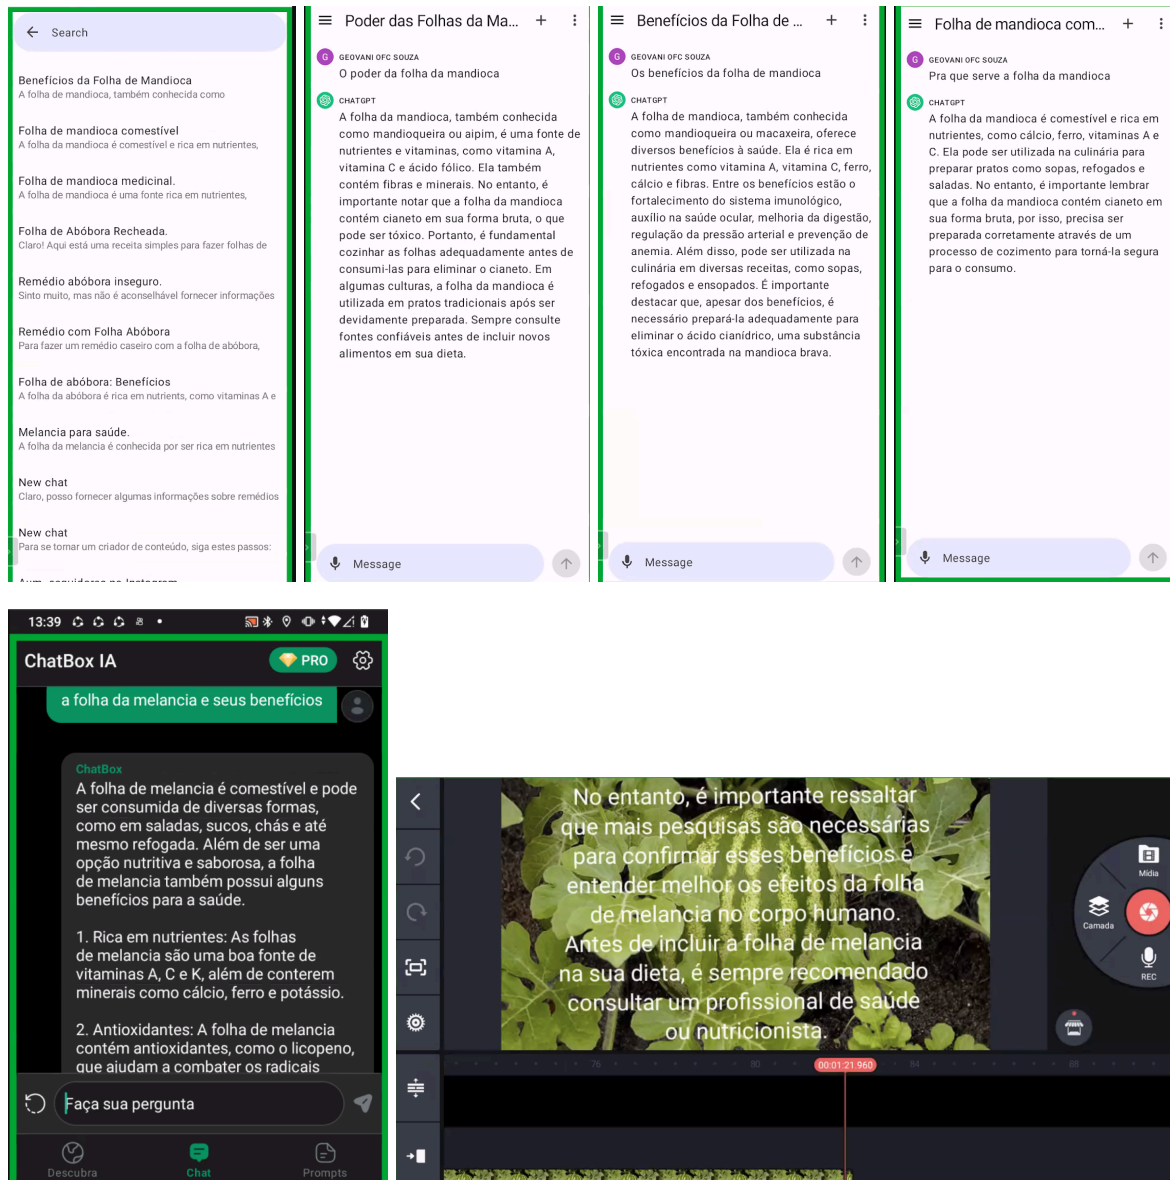 Search
Benefícios da Folha de Mandioca
A folha de mandioca, também conhecida como
Folha de mandioca comestível
A folha de mandioca é comestível e rica em nutrientes,
Folha de mandioca medicinal.
A folha de mandioca é uma fonte rica em nutrientes,
Folha de Abóbora Recheada.
Claro! Aqui está uma receita simples para fazer folhas de
Remédio abóbora inseguro.
Sinto muito, mas não é aconselhável fornecer informações
Remédio com Folha Abóbora
Para fazer um remédio caseiro com a folha de abóbora,
Folha de abóbora: Benefícios
A folha da abóbora é rica em nutrients, como vitaminas A e
Melancia para saúde.
A folha da melancia é conhecida por ser rica em nutrientes
New chat
Claro, posso fornecer algumas informações sobre remédios
New chat
Para se tornar um criador de conteúdo, siga estes passos:
Poder das Folhas da Ma...
G GEOVANI OFC SOUZA
O poder da folha da mandioca
CHATGPT
A folha da mandioca, também conhecida
como mandioqueira ou aipim, é uma fonte de
nutrientes e vitaminas, como vitamina A,
vitamina C e ácido fólico. Ela também
contém fibras e minerais. No entanto, é
importante notar que a folha da mandioca
contém cianeto em sua forma bruta, o que
pode ser tóxico. Portanto, é fundamental
cozinhar as folhas adequadamente antes de
consumi-las para eliminar o cianeto. Em
algumas culturas, a folha da mandioca é
utilizada em pratos tradicionais após ser
devidamente preparada. Sempre consulte
fontes confiáveis antes de incluir novos
alimentos em sua dieta.
Message
Benefícios da Folha de ...
G GEOVANI OFC SOUZA
Os benefícios da folha de mandioca
CHATGPT
A folha de mandioca, também conhecida
como mandioqueira ou macaxeira, oferece
diversos benefícios à saúde. Ela é rica em
nutrientes como vitamina A, vitamina C, ferro,
cálcio e fibras. Entre os benefícios estão o
fortalecimento do sistema imunológico,
auxílio na saúde ocular, melhoria da digestão,
regulação da pressão arterial e prevenção de
anemia. Além disso, pode ser utilizada na
culinária em diversas receitas, como sopas,
refogados e ensopados. É importante
destacar que, apesar dos benefícios, é
necessário prepará-la adequadamente para
eliminar o ácido cianídrico, uma substância
tóxica encontrada na mandioca brava.
Message
Folha de mandioca com...
G GEOVANI OFC SOUZA
Pra que serve a folha da mandioca
CHATGPT
A folha da mandioca é comestível e rica em
nutrientes, como cálcio, ferro, vitaminas A e
C. Ela pode ser utilizada na culinária para
preparar pratos como sopas, refogados e
saladas. No entanto, é importante lembrar
que a folha da mandioca contém cianeto em
sua forma bruta, por isso, precisa ser
preparada corretamente através de um
processo de cozimento para torná-la segura
para o consumo.
Message
13:39
ChatBox IA
PRO
a folha da melancia e seus benefícios
ChatBox
A folha de melancia é comestível e pode
ser consumida de diversas formas,
como em saladas, sucos, chás e até
mesmo refogada. Além de ser uma
opção nutritiva e saborosa, a folha
de melancia também possui alguns
benefícios para a saúde.
1. Rica em nutrientes: As folhas
de melancia são uma boa fonte de
vitaminas A, C e K, além de conterem
minerais como cálcio, ferro e potássio.
2. Antioxidantes: A folha de melancia
contém antioxidantes, como o licopeno,
que ajudam a combater os radicais
Faça sua pergunta
Descubra
Chat
Prompts
No entanto, é importante ressaltar
que mais pesquisas são necessárias
para confirmar esses benefícios e
entender melhor os efeitos da folha
de melancia no corpo humano.
Antes de incluir a folha de melancia
na sua dieta, é sempre recomendado
consultar um profissional de saúde
ou nutricionista.
Mídia
Camada
REC
76
80
00:01:21.960
84
88